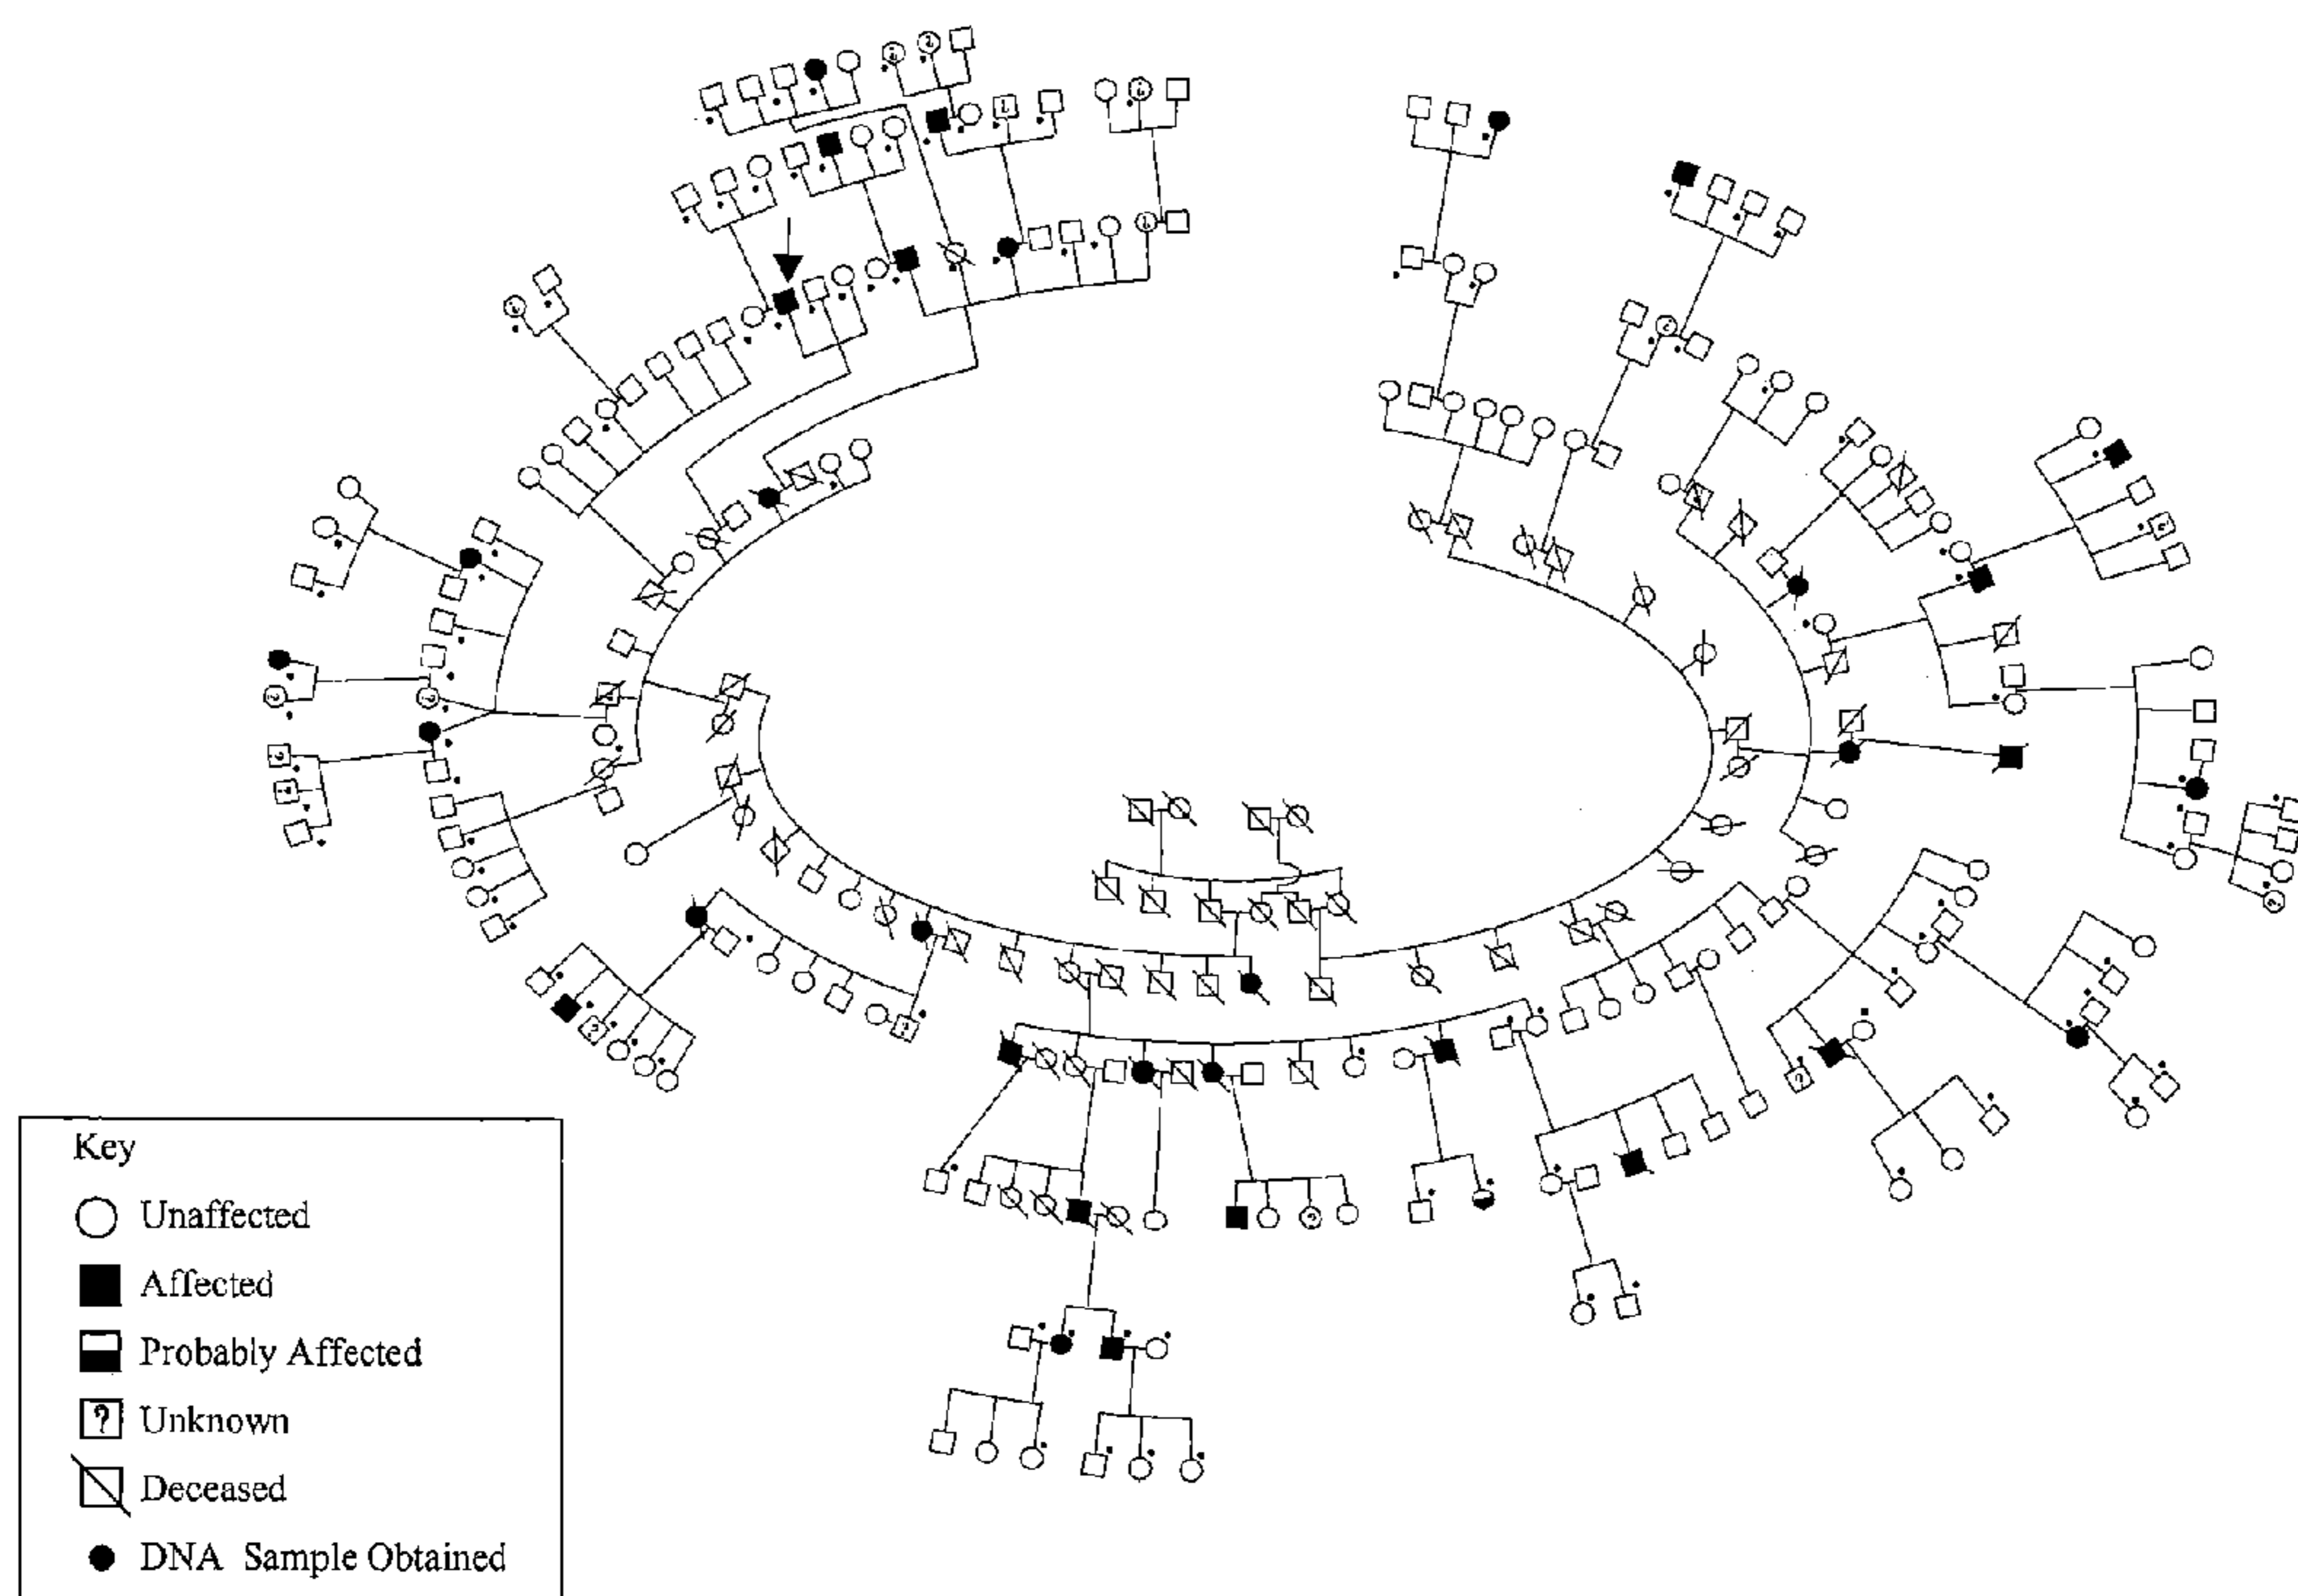 Key
Unaffected
Affected
Probably Affected
? Unknown
Deceased
DNA Sample Obtained